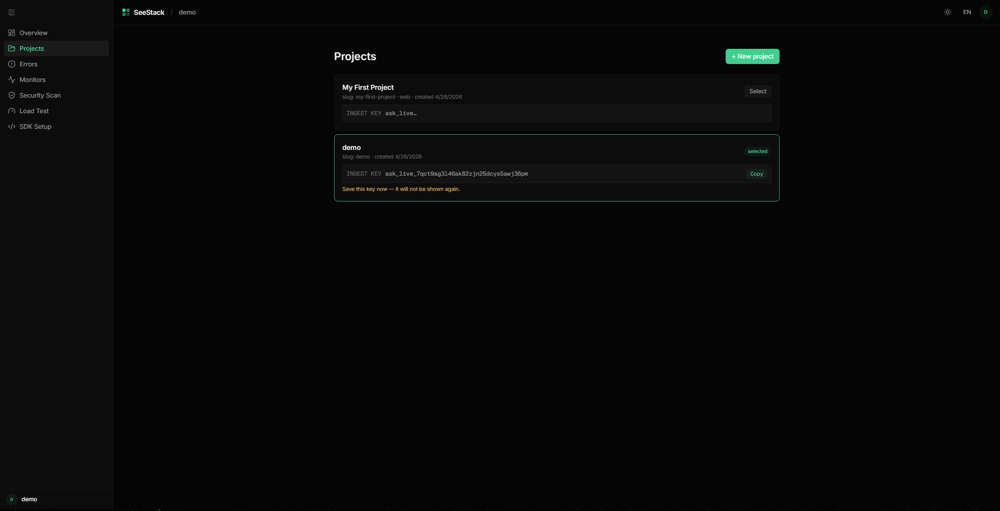 SeeStack / demo
EN
D
Overview
Projects
Errors
Monitors
Security Scan
Load Test
SDK Setup
Projects
+ New project
My First Project
slug: my-first-project · web · created 4/26/2026
Select
INGEST KEY ask_live…
demo
slug: demo · created 4/26/2026
selected
INGEST KEY ask_live_7qct9ag3l46ak82zjn25dcys5awj36pm
Copy
Save this key now — it will not be shown again.
D
demo